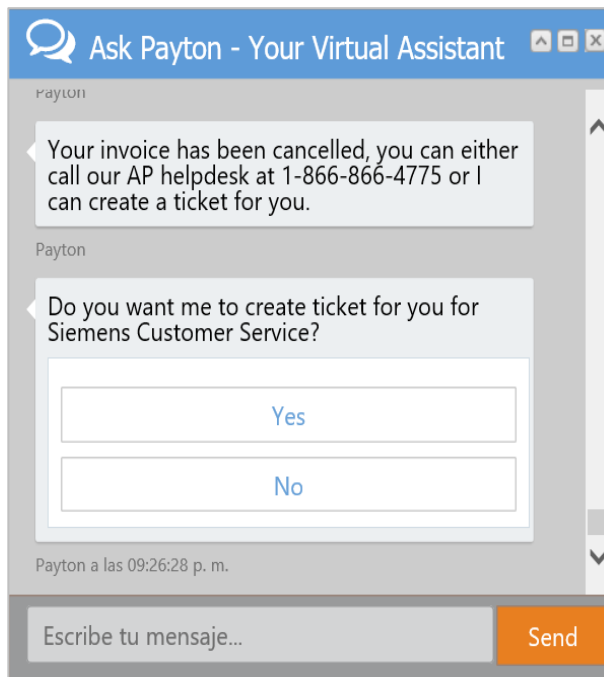 Ask Payton - Your Virtual Assistant
Payton
Your invoice has been cancelled, you can either
call our AP helpdesk at 1-866-866-4775 or I
can create a ticket for you.
Payton
Do you want me to create ticket for you for
Siemens Customer Service?
Yes
No
Payton a las 09:26:28 p. m.
Escribe tu mensaje...
Send